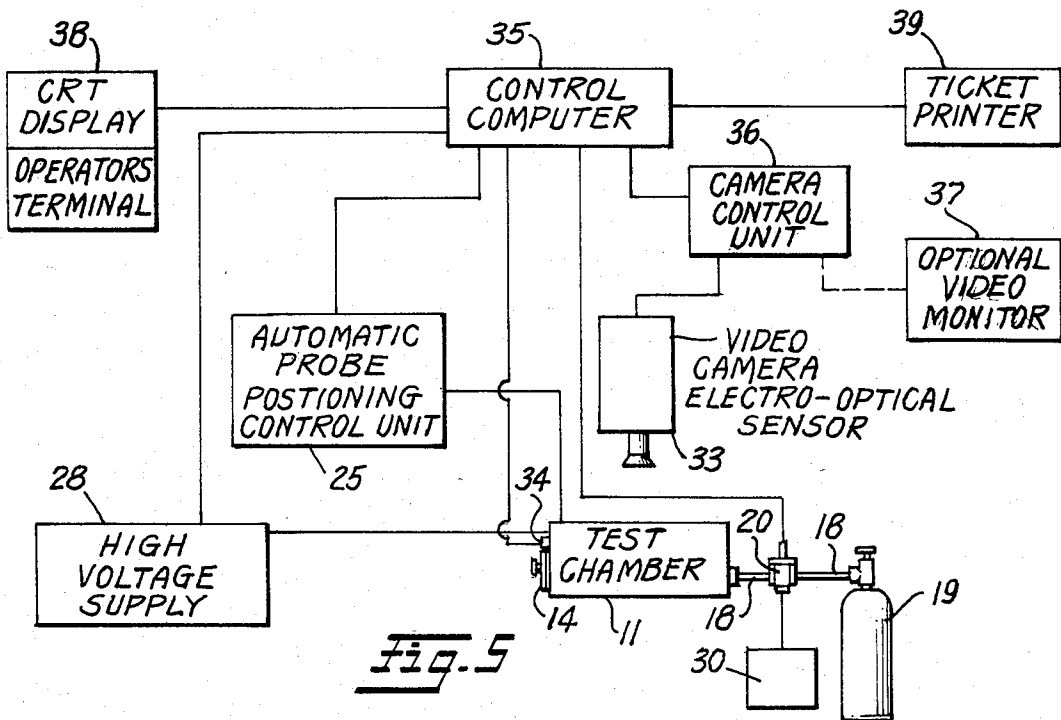 38
CRT
DISPLAY
OPERATORS
TERMINAL
35
CONTROL
COMPUTER
39
TICKET
PRINTER
36
CAMERA
CONTROL
UNIT
37
OPTIONAL
VIDEO
MONITOR
AUTOMATIC
PROBE
POSTIONING
CONTROL UNIT
25
VIDEO
CAMERA
ELECTRO-OPTICAL
SENSOR
33
28
HIGH
VOLTAGE
SUPPLY
34
TEST
CHAMBER
14
11
20
18
18
19
30
Fig. 5